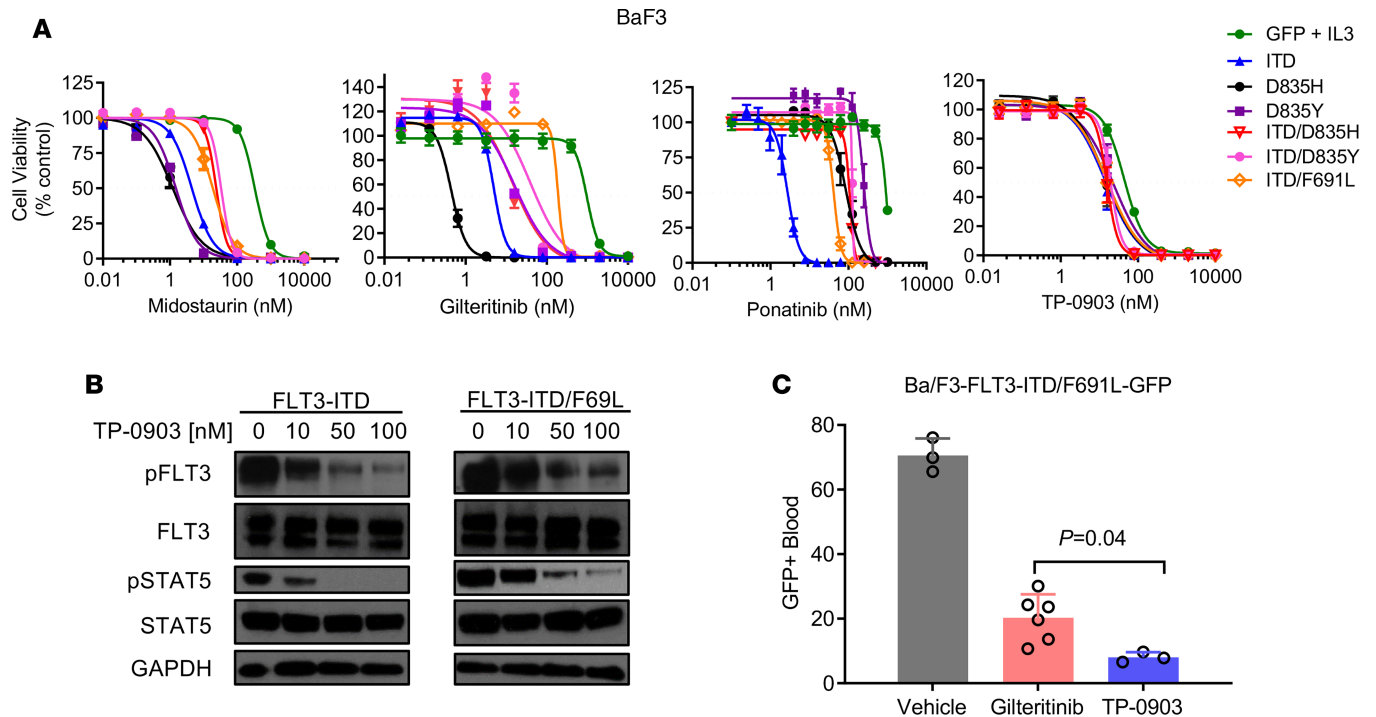 BaF3
A
GFP + IL3
ITD
D835H
D835Y
ITD/D835H
ITD/D835Y
ITD/F691L
Cell Viability
(% control)
125
100
75
50
25
0
0.01 1 100 10000
Midostaurin (nM)
140
120
100
80
60
40
20
0
0.01 1 100 10000
Gilteritinib (nM)
125
100
75
50
25
0
0.01 1 100 10000
Ponatinib (nM)
120
100
80
60
40
20
0
0.01 1 100 10000
TP-0903 (nM)
B
FLT3-ITD FLT3-ITD/F69L
TP-0903 [nM] 0 10 50 100 0 10 50 100
pFLT3
FLT3
pSTAT5
STAT5
GAPDH
C
Ba/F3-FLT3-ITD/F691L-GFP
GFP+ Blood
80
60
40
20
0
P=0.04
Vehicle Gilteritinib TP-0903